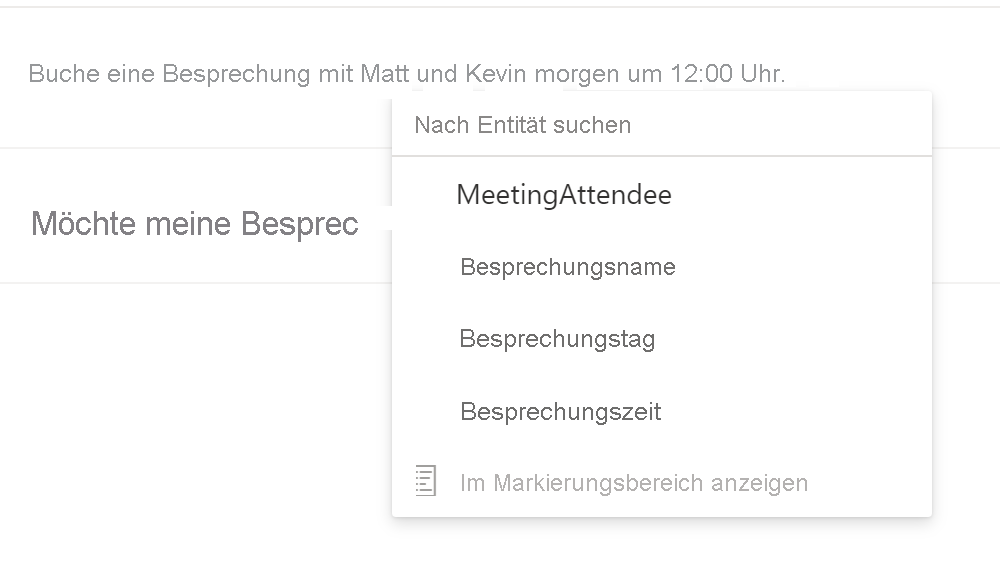 Buche eine Besprechung mit Matt und Kevin morgen um 12:00 Uhr.
Nach Entität suchen
MeetingAttendee
Möchte meine Besprec
Besprechungsname
Besprechungstag
Besprechungszeit
Im Markierungsbereich anzeigen